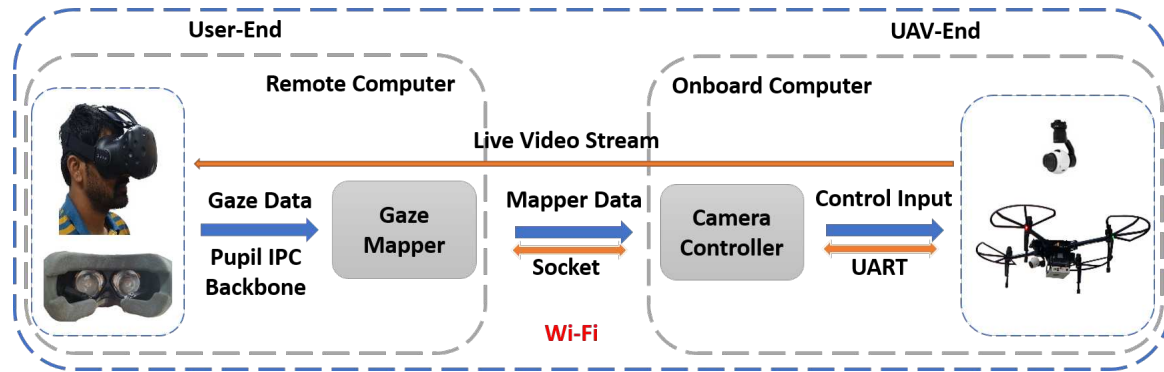 User-End
UAV-End
Remote Computer
Onboard Computer
Live Video Stream
Gaze Data
Pupil IPC
Backbone
Gaze
Mapper
Mapper Data
Socket
Camera
Controller
Control Input
UART
Wi-Fi